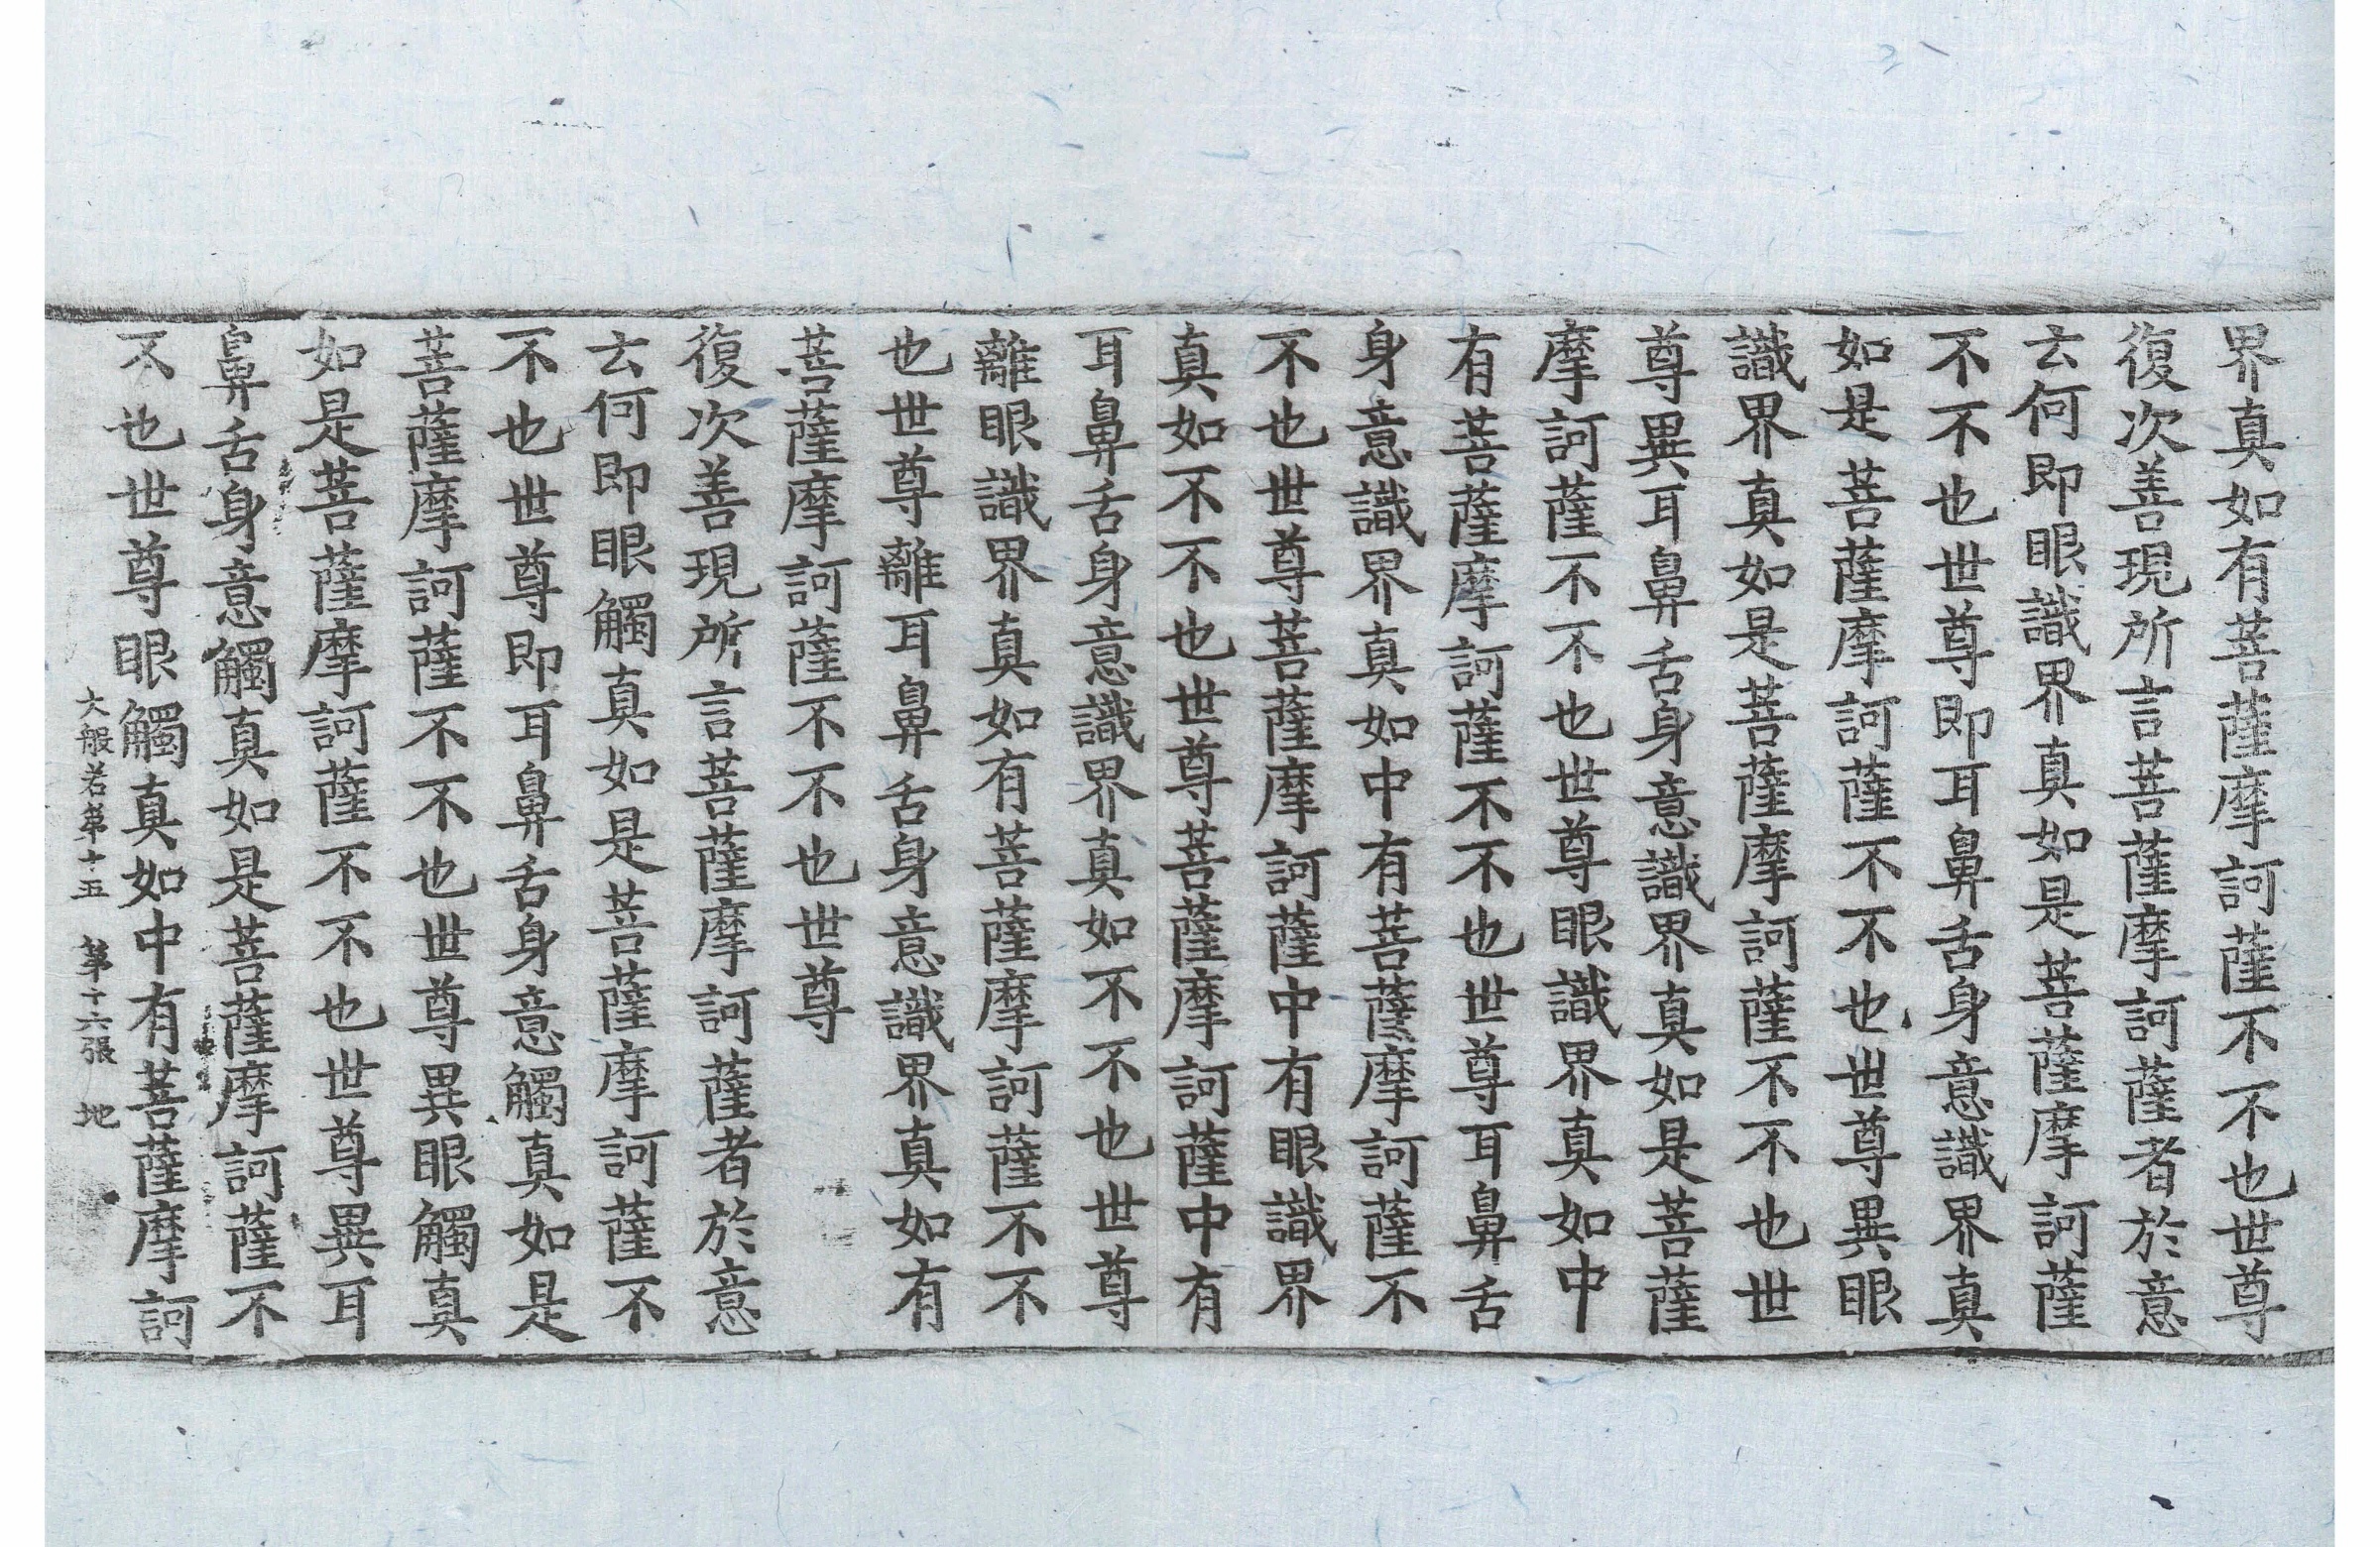 界真如有菩薩摩訶薩不不也世尊
復次善現所言菩薩摩訶薩者於意
云何即眼識界真如是菩薩摩訶薩
不不也世尊即耳鼻舌身意識界真
如是菩薩摩訶薩不不也世尊異眼
識界真如是菩薩摩訶薩不不也世
尊異耳鼻舌身意識界真如是菩薩
摩訶薩不不也世尊眼識界真如中
有菩薩摩訶薩不不也世尊耳鼻舌
身意識界真如中有菩薩摩訶薩不
不也世尊菩薩摩訶薩中有眼識界
真如不不也世尊菩薩摩訶薩中有
耳鼻舌身意識界真如不不也世尊
離眼識界真如有菩薩摩訶薩不不
也世尊離耳鼻舌身意識界真如有
菩薩摩訶薩不不也世尊
復次善現所言菩薩摩訶薩者於意
云何即眼觸真如是菩薩摩訶薩不
不也世尊即耳鼻舌身意觸真如是
菩薩摩訶薩不不也世尊異眼觸真
如是菩薩摩訶薩不不也世尊異耳
鼻舌身意觸真如是菩薩摩訶薩不
不也世尊眼觸真如中有菩薩摩訶
大般若第十五 第十六張 地